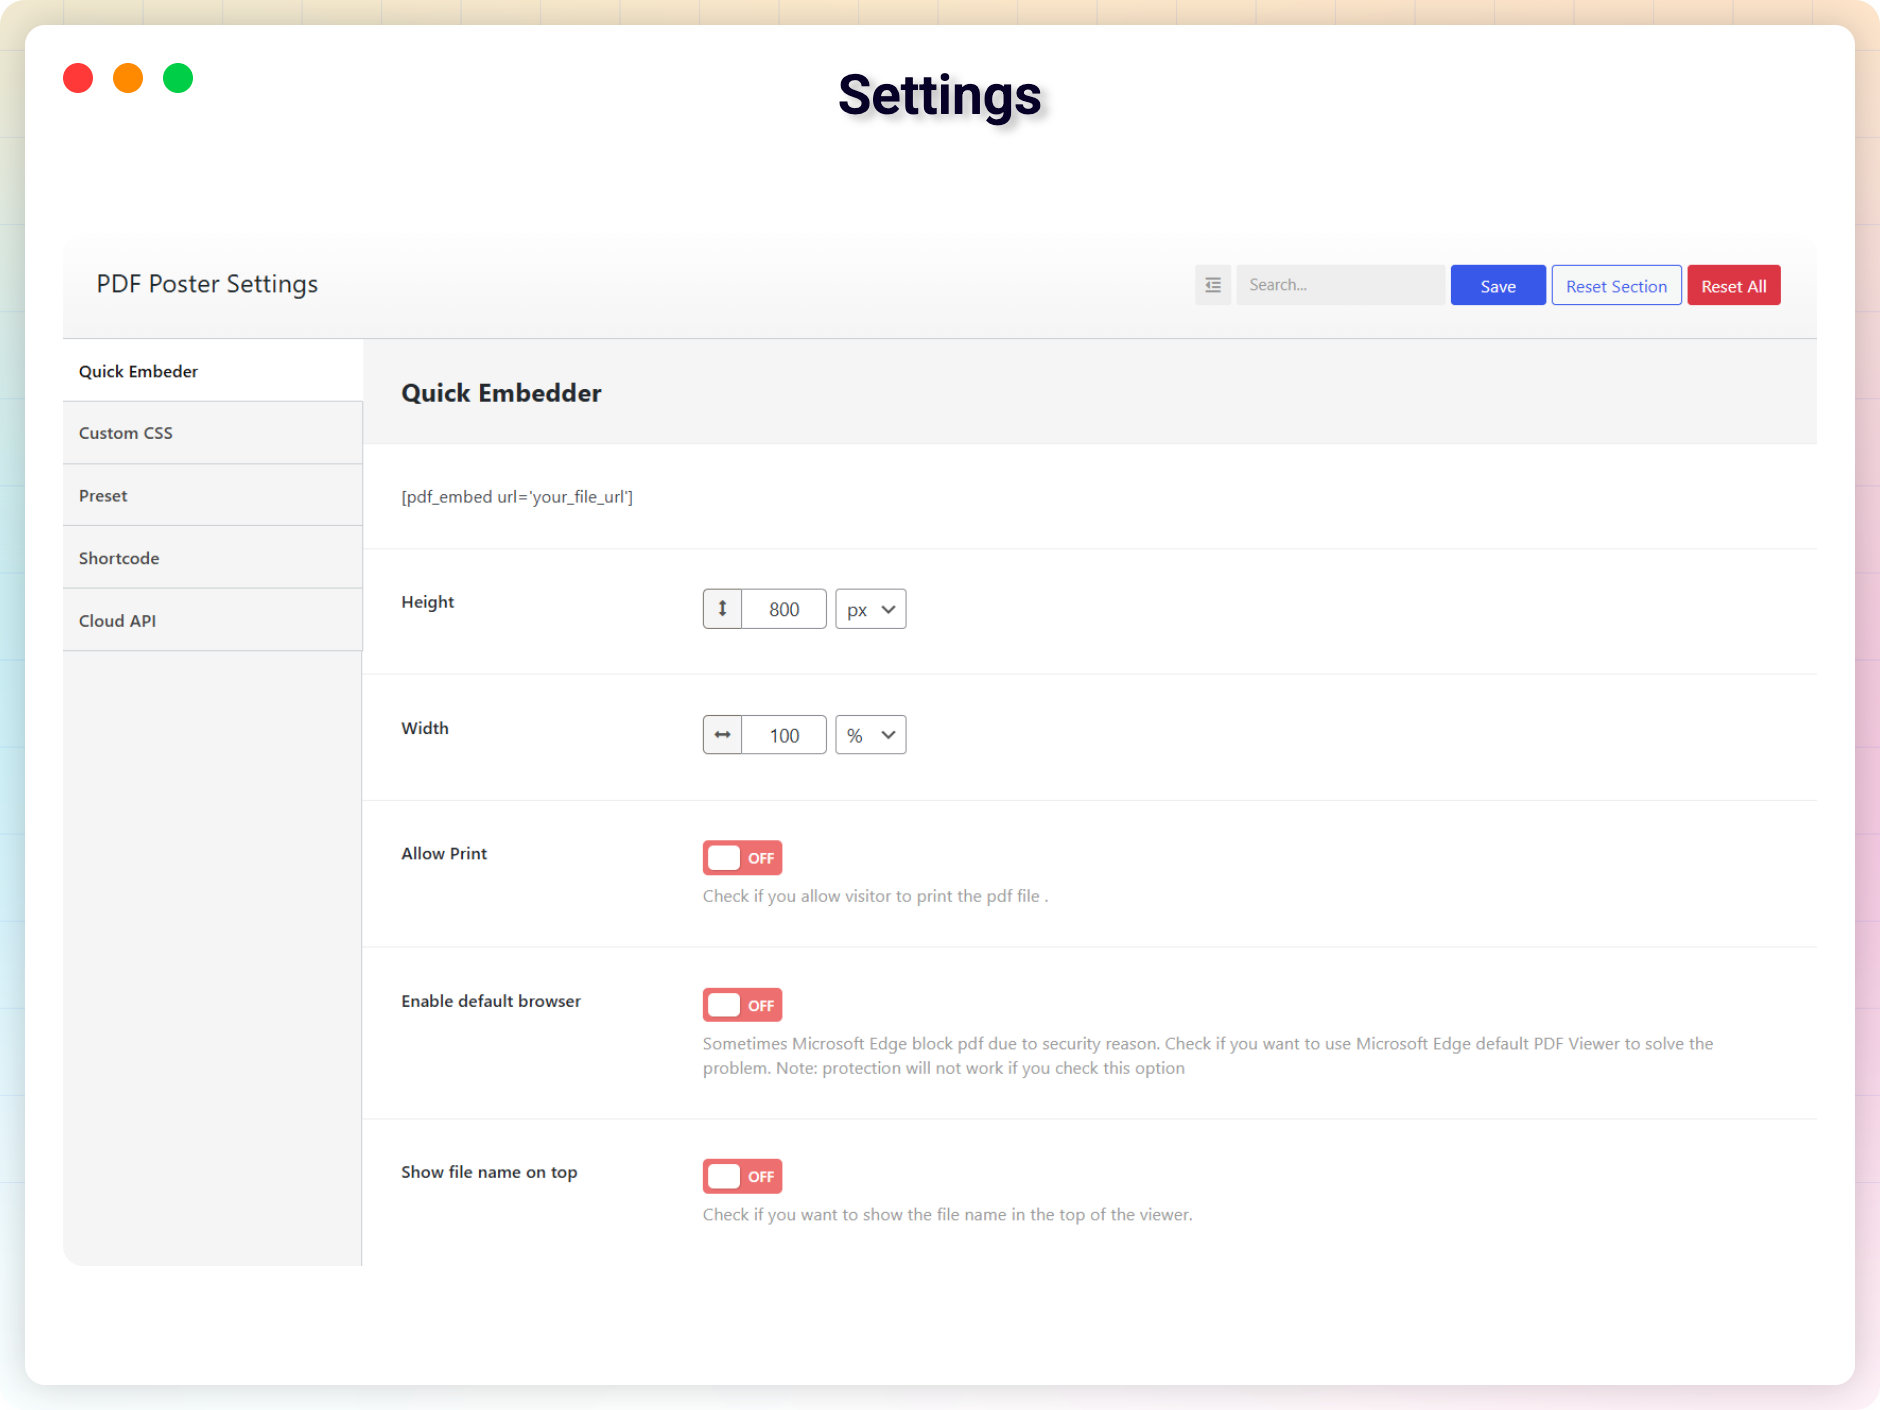 Settings
PDF Poster Settings
Search...
Save
Reset Section
Reset All
Quick Embeder
Custom CSS
Preset
Shortcode
Cloud API
Quick Embedder
[pdf_embed url='your_file_url']
Height
800
px
Width
100
%
Allow Print
OFF
Check if you allow visitor to print the pdf file .
Enable default browser
OFF
Sometimes Microsoft Edge block pdf due to security reason. Check if you want to use Microsoft Edge default PDF Viewer to solve the
problem. Note: protection will not work if you check this option
Show file name on top
OFF
Check if you want to show the file name in the top of the viewer.